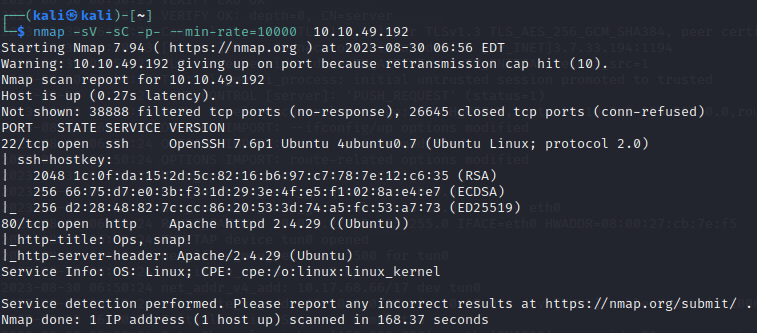 ┌──(kali㉿kali)-[~]
└─$ nmap -sV -sC -p- --min-rate=10000  10.10.49.192
Starting Nmap 7.94 ( https://nmap.org ) at 2023-08-30 06:56 EDT
Warning: 10.10.49.192 giving up on port because retransmission cap hit (10).
Nmap scan report for 10.10.49.192
Host is up (0.27s latency).
Not shown: 38888 filtered tcp ports (no-response), 26645 closed tcp ports (conn-refused)
PORT   STATE SERVICE VERSION
22/tcp open  ssh     OpenSSH 7.6p1 Ubuntu 4ubuntu0.7 (Ubuntu Linux; protocol 2.0)
| ssh-hostkey:
|   2048 1c:0f:da:15:2d:5c:82:16:b6:97:c7:78:7e:12:c6:35 (RSA)
|   256 66:75:d7:e0:3b:f3:1d:29:3e:4f:e5:f1:02:8a:e4:e7 (ECDSA)
|_  256 d2:28:48:82:7c:cc:86:20:53:3d:74:a5:fc:53:a7:73 (ED25519)
80/tcp open  http    Apache httpd 2.4.29 ((Ubuntu))
|_http-title: Ops, snap!
|_http-server-header: Apache/2.4.29 (Ubuntu)
Service Info: OS: Linux; CPE: cpe:/o:linux:linux_kernel
Service detection performed. Please report any incorrect results at https://nmap.org/submit/ .
Nmap done: 1 IP address (1 host up) scanned in 168.37 seconds